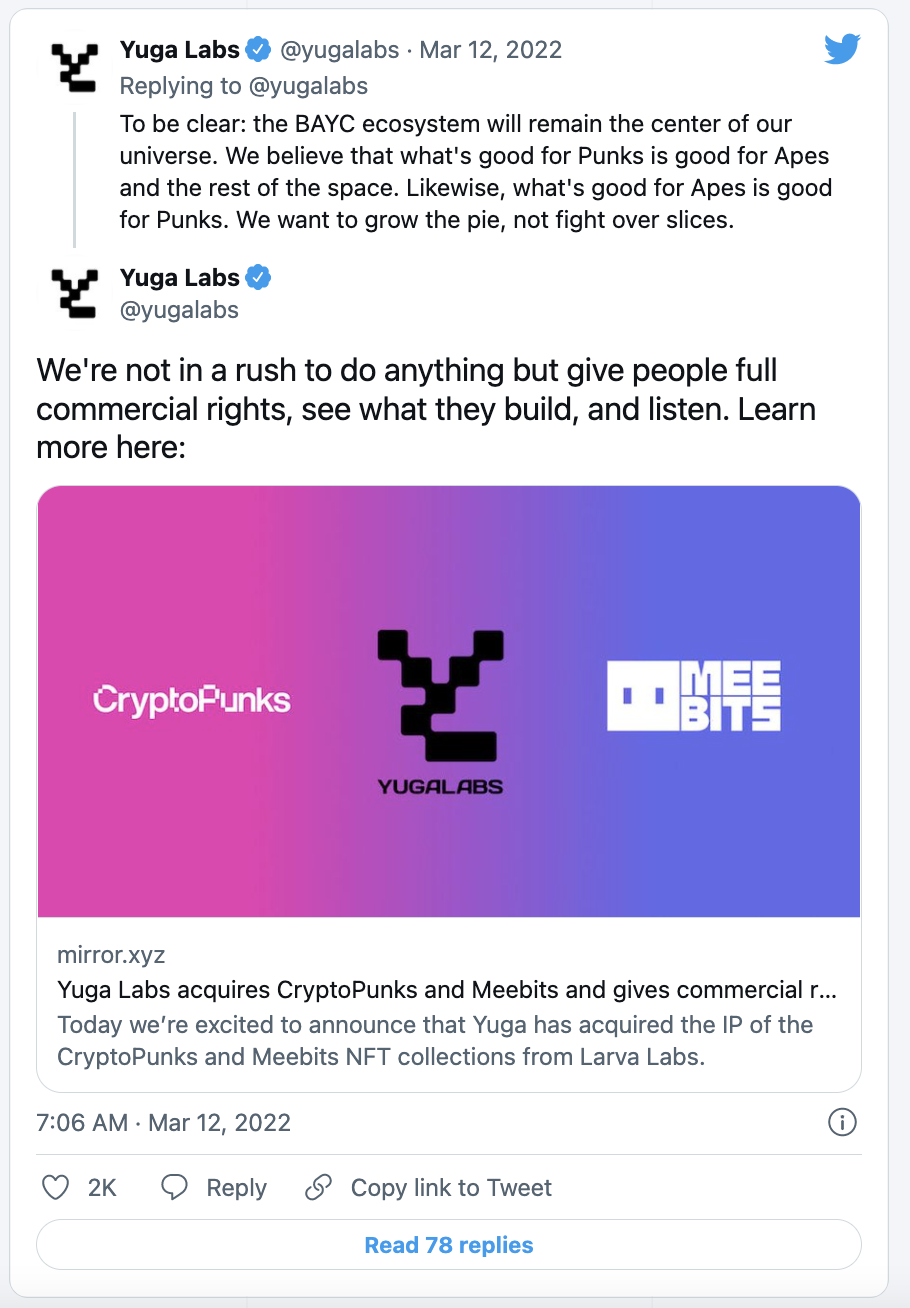 Yuga Labs @yugalabs · Mar 12, 2022
Replying to @yugalabs
To be clear: the BAYC ecosystem will remain the center of our
universe. We believe that what's good for Punks is good for Apes
and the rest of the space. Likewise, what's good for Apes is good
for Punks. We want to grow the pie, not fight over slices.
Yuga Labs
@yugalabs
We're not in a rush to do anything but give people full
commercial rights, see what they build, and listen. Learn
more here:
CryptoPunks
YUGALABS
MEE
BITS
mirror.xyz
Yuga Labs acquires CryptoPunks and Meebits and gives commercial r...
Today we’re excited to announce that Yuga has acquired the IP of the
CryptoPunks and Meebits NFT collections from Larva Labs.
7:06 AM · Mar 12, 2022
2K Reply Copy link to Tweet
Read 78 replies